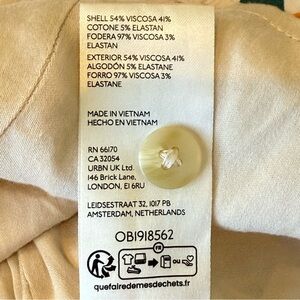 SHELL 54% VISCOSA 41%
COTONE 5% ELASTAN
FODERA 97% VISCOSA 3%
ELASTAN
EXTERIOR 54% VISCOSA 41%
ALGODÓN 5% ELASTANE
FORRO 97% VISCOSA 3%
ELASTANE
MADE IN VIETNAM
HECHO EN VIETNAM
RN 66170
CA 32054
URBN UK Ltd.
146 Brick Lane,
LONDON, E1 6RU
LEIDSESTRAAT 32, 1017 PB
AMSTERDAM, NETHERLANDS
OB1918562
FR
ou
quefairedemesdechets.fr